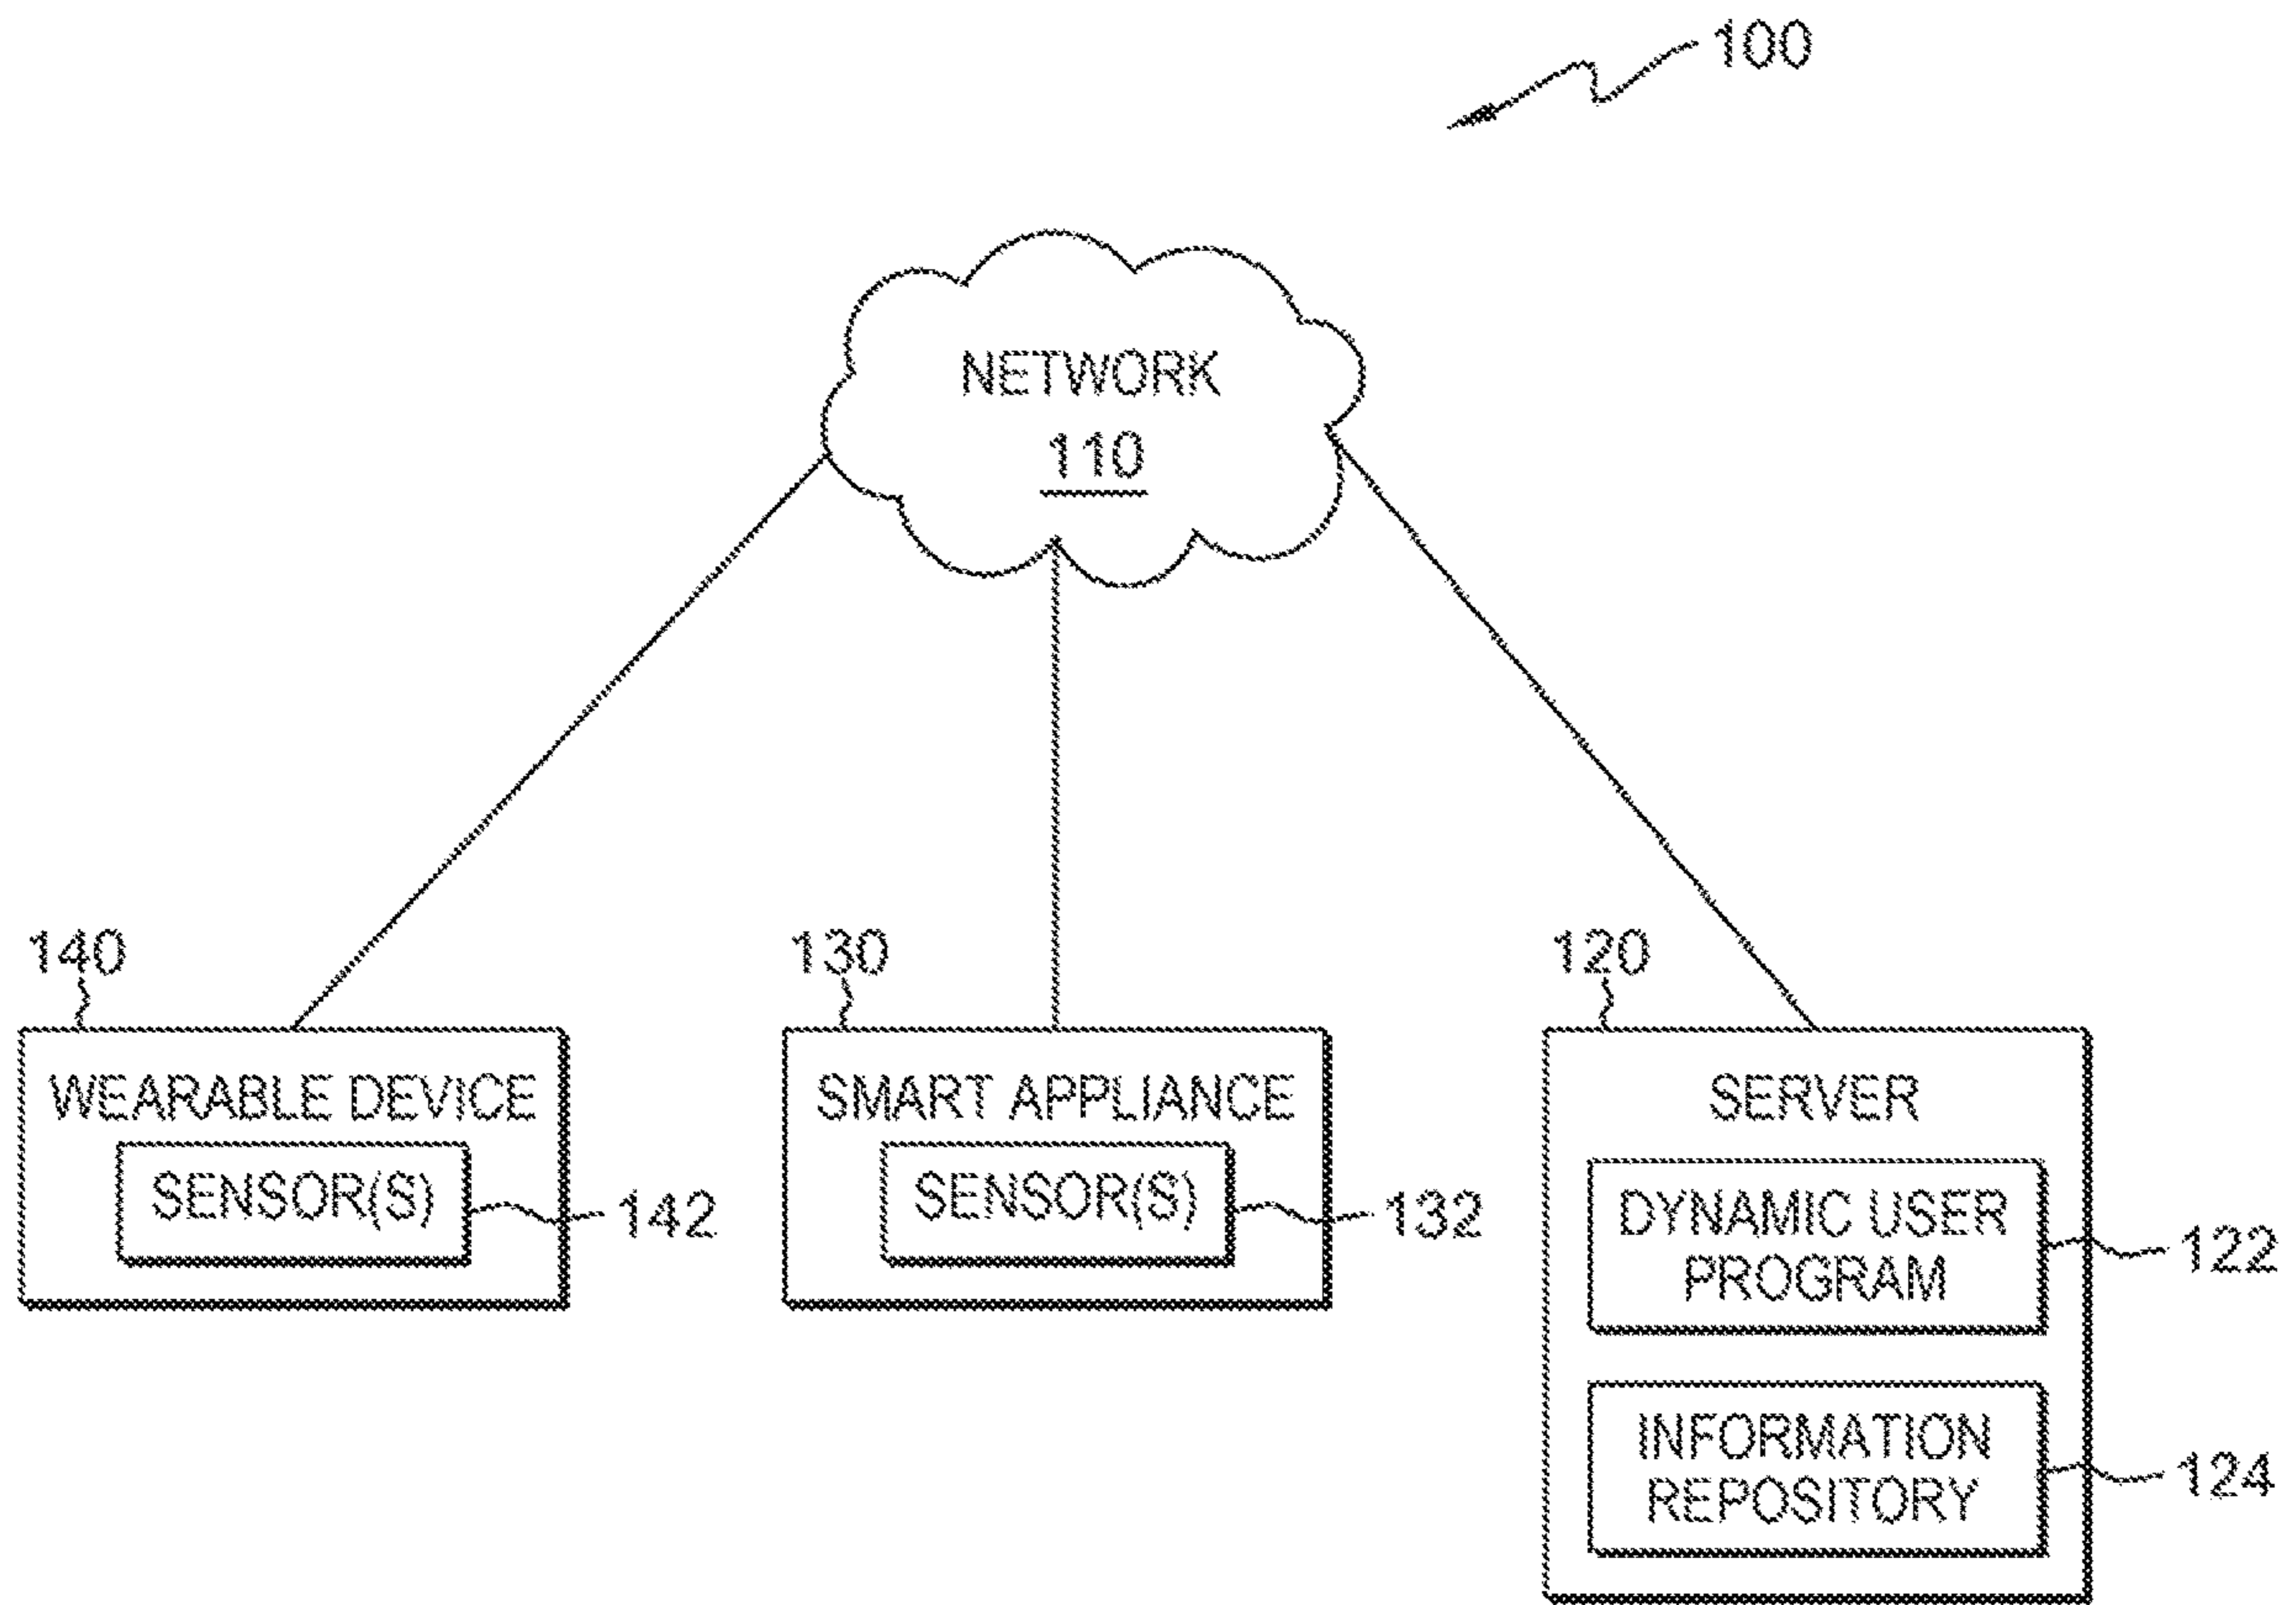 100
NETWORK
110
140
130
120
WEARABLE DEVICE
SENSOR(S)
142
SMART APPLIANCE
SENSOR(S)
132
SERVER
DYNAMIC USER
PROGRAM
122
INFORMATION
REPOSITORY
124